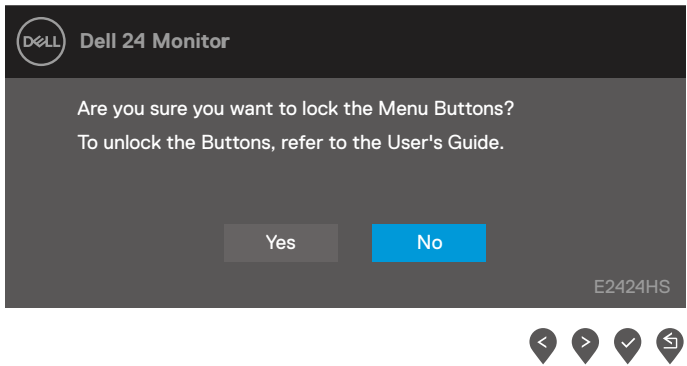 DELL Dell 24 Monitor
Are you sure you want to lock the Menu Buttons?
To unlock the Buttons, refer to the User's Guide.
Yes No
E2424HS